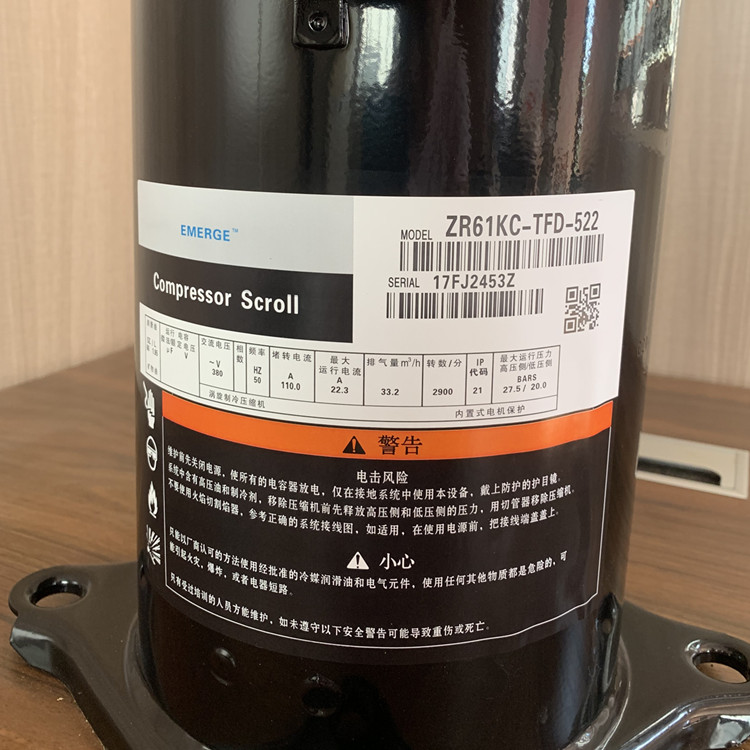 EMERGE™
Compressor Scroll
MODEL ZR61KC-TFD-522
SERIAL 17FJ2453Z
运行 电容 交流电压 相数 频率 堵转电流 最大运行电流 排气量m³/h 转数/分 IP代码 最大运行压力 高压侧/低压侧
μF V ~V HZ A A BARS
380 50 110.0 22.3 33.2 2900 21 27.5/ 20.0
涡旋制冷压缩机 内置式电机保护
警告
电击风险
维护前先关闭电源，使所有的电容器放电，仅在接地系统中使用本设备，戴上防护的护目镜。
系统中含有高压油和制冷剂，移除压缩机前先释放高压侧和低压侧的压力，用切管器移除压缩机，
不要使用火焰切割焰器，参考正确的系统接线图，如适用，在使用电源前，把接线端盖盖上。
小心
只能以厂商认可的方法使用经批准的冷媒润滑油和电气元件，使用任何其他物质都是危险的，可
能引起火灾，爆炸，或者电器短路。
只有受过培训的人员方能维护，如未遵守以下安全警告可能导致重伤或死亡。